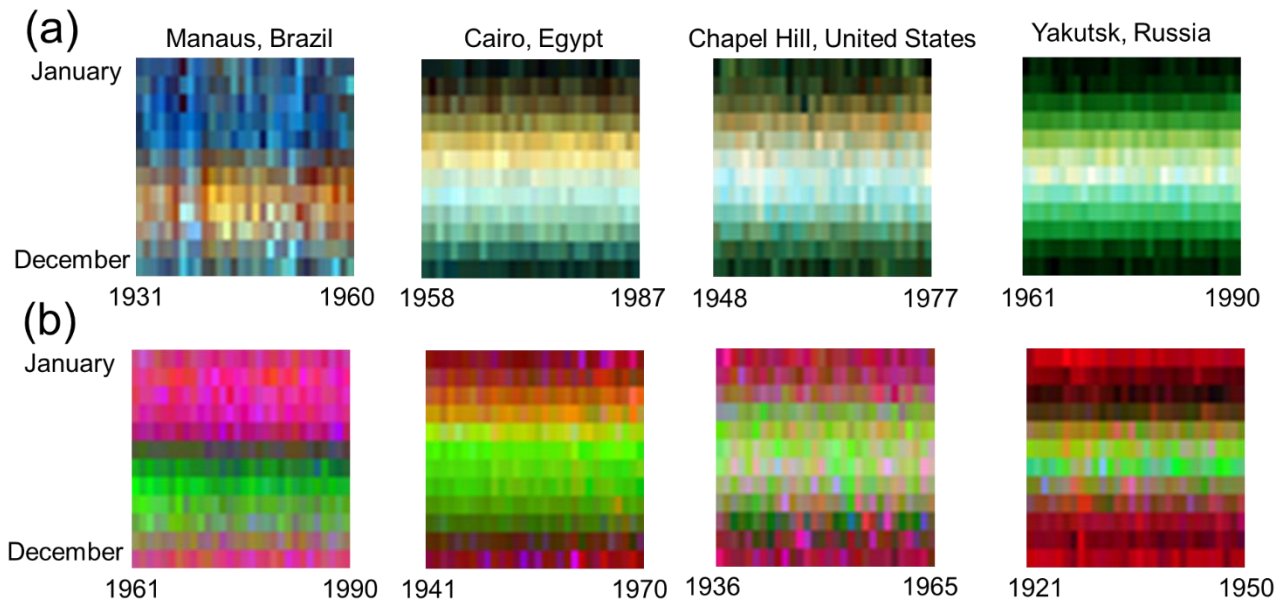 (a)
Manaus, Brazil
Cairo, Egypt
Chapel Hill, United States
Yakutsk, Russia
January
December
1931 1960
1958 1987
1948 1977
1961 1990
(b)
January
December
1961 1990
1941 1970
1936 1965
1921 1950